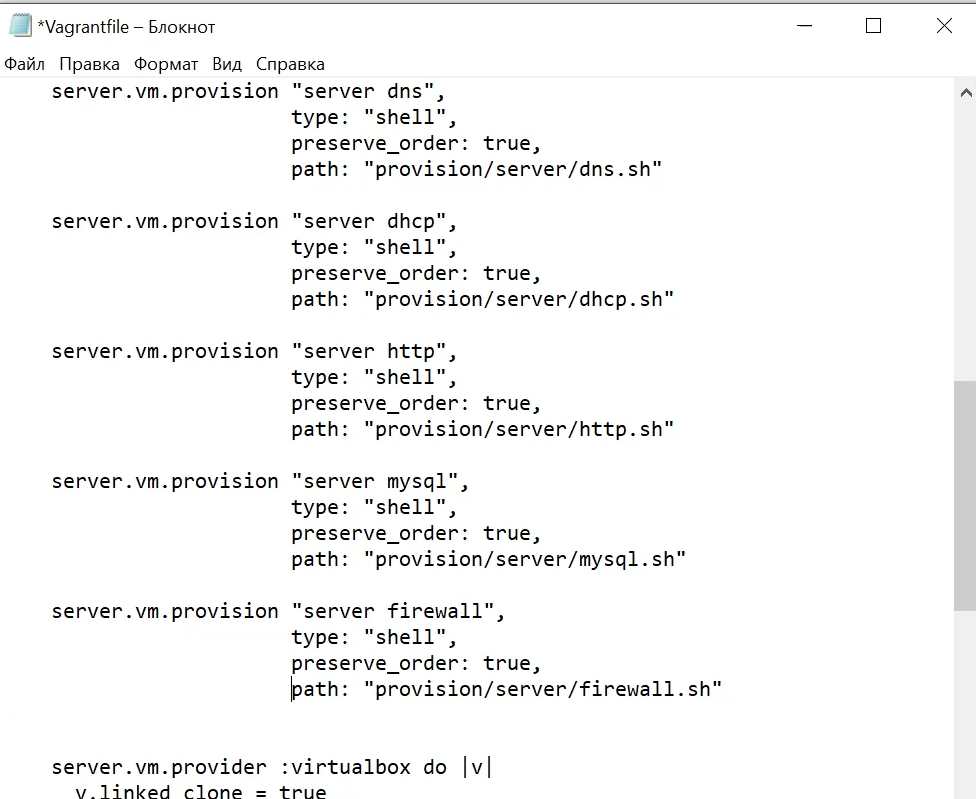 *Vagrantfile – Блокнот
Файл Правка Формат Вид Справка
server.vm.provision "server dns",
type: "shell",
preserve_order: true,
path: "provision/server/dns.sh"
server.vm.provision "server dhcp",
type: "shell",
preserve_order: true,
path: "provision/server/dhcp.sh"
server.vm.provision "server http",
type: "shell",
preserve_order: true,
path: "provision/server/http.sh"
server.vm.provision "server mysql",
type: "shell",
preserve_order: true,
path: "provision/server/mysql.sh"
server.vm.provision "server firewall",
type: "shell",
preserve_order: true,
path: "provision/server/firewall.sh"
server.vm.provider :virtualbox do |v|
v.linked_clone = true